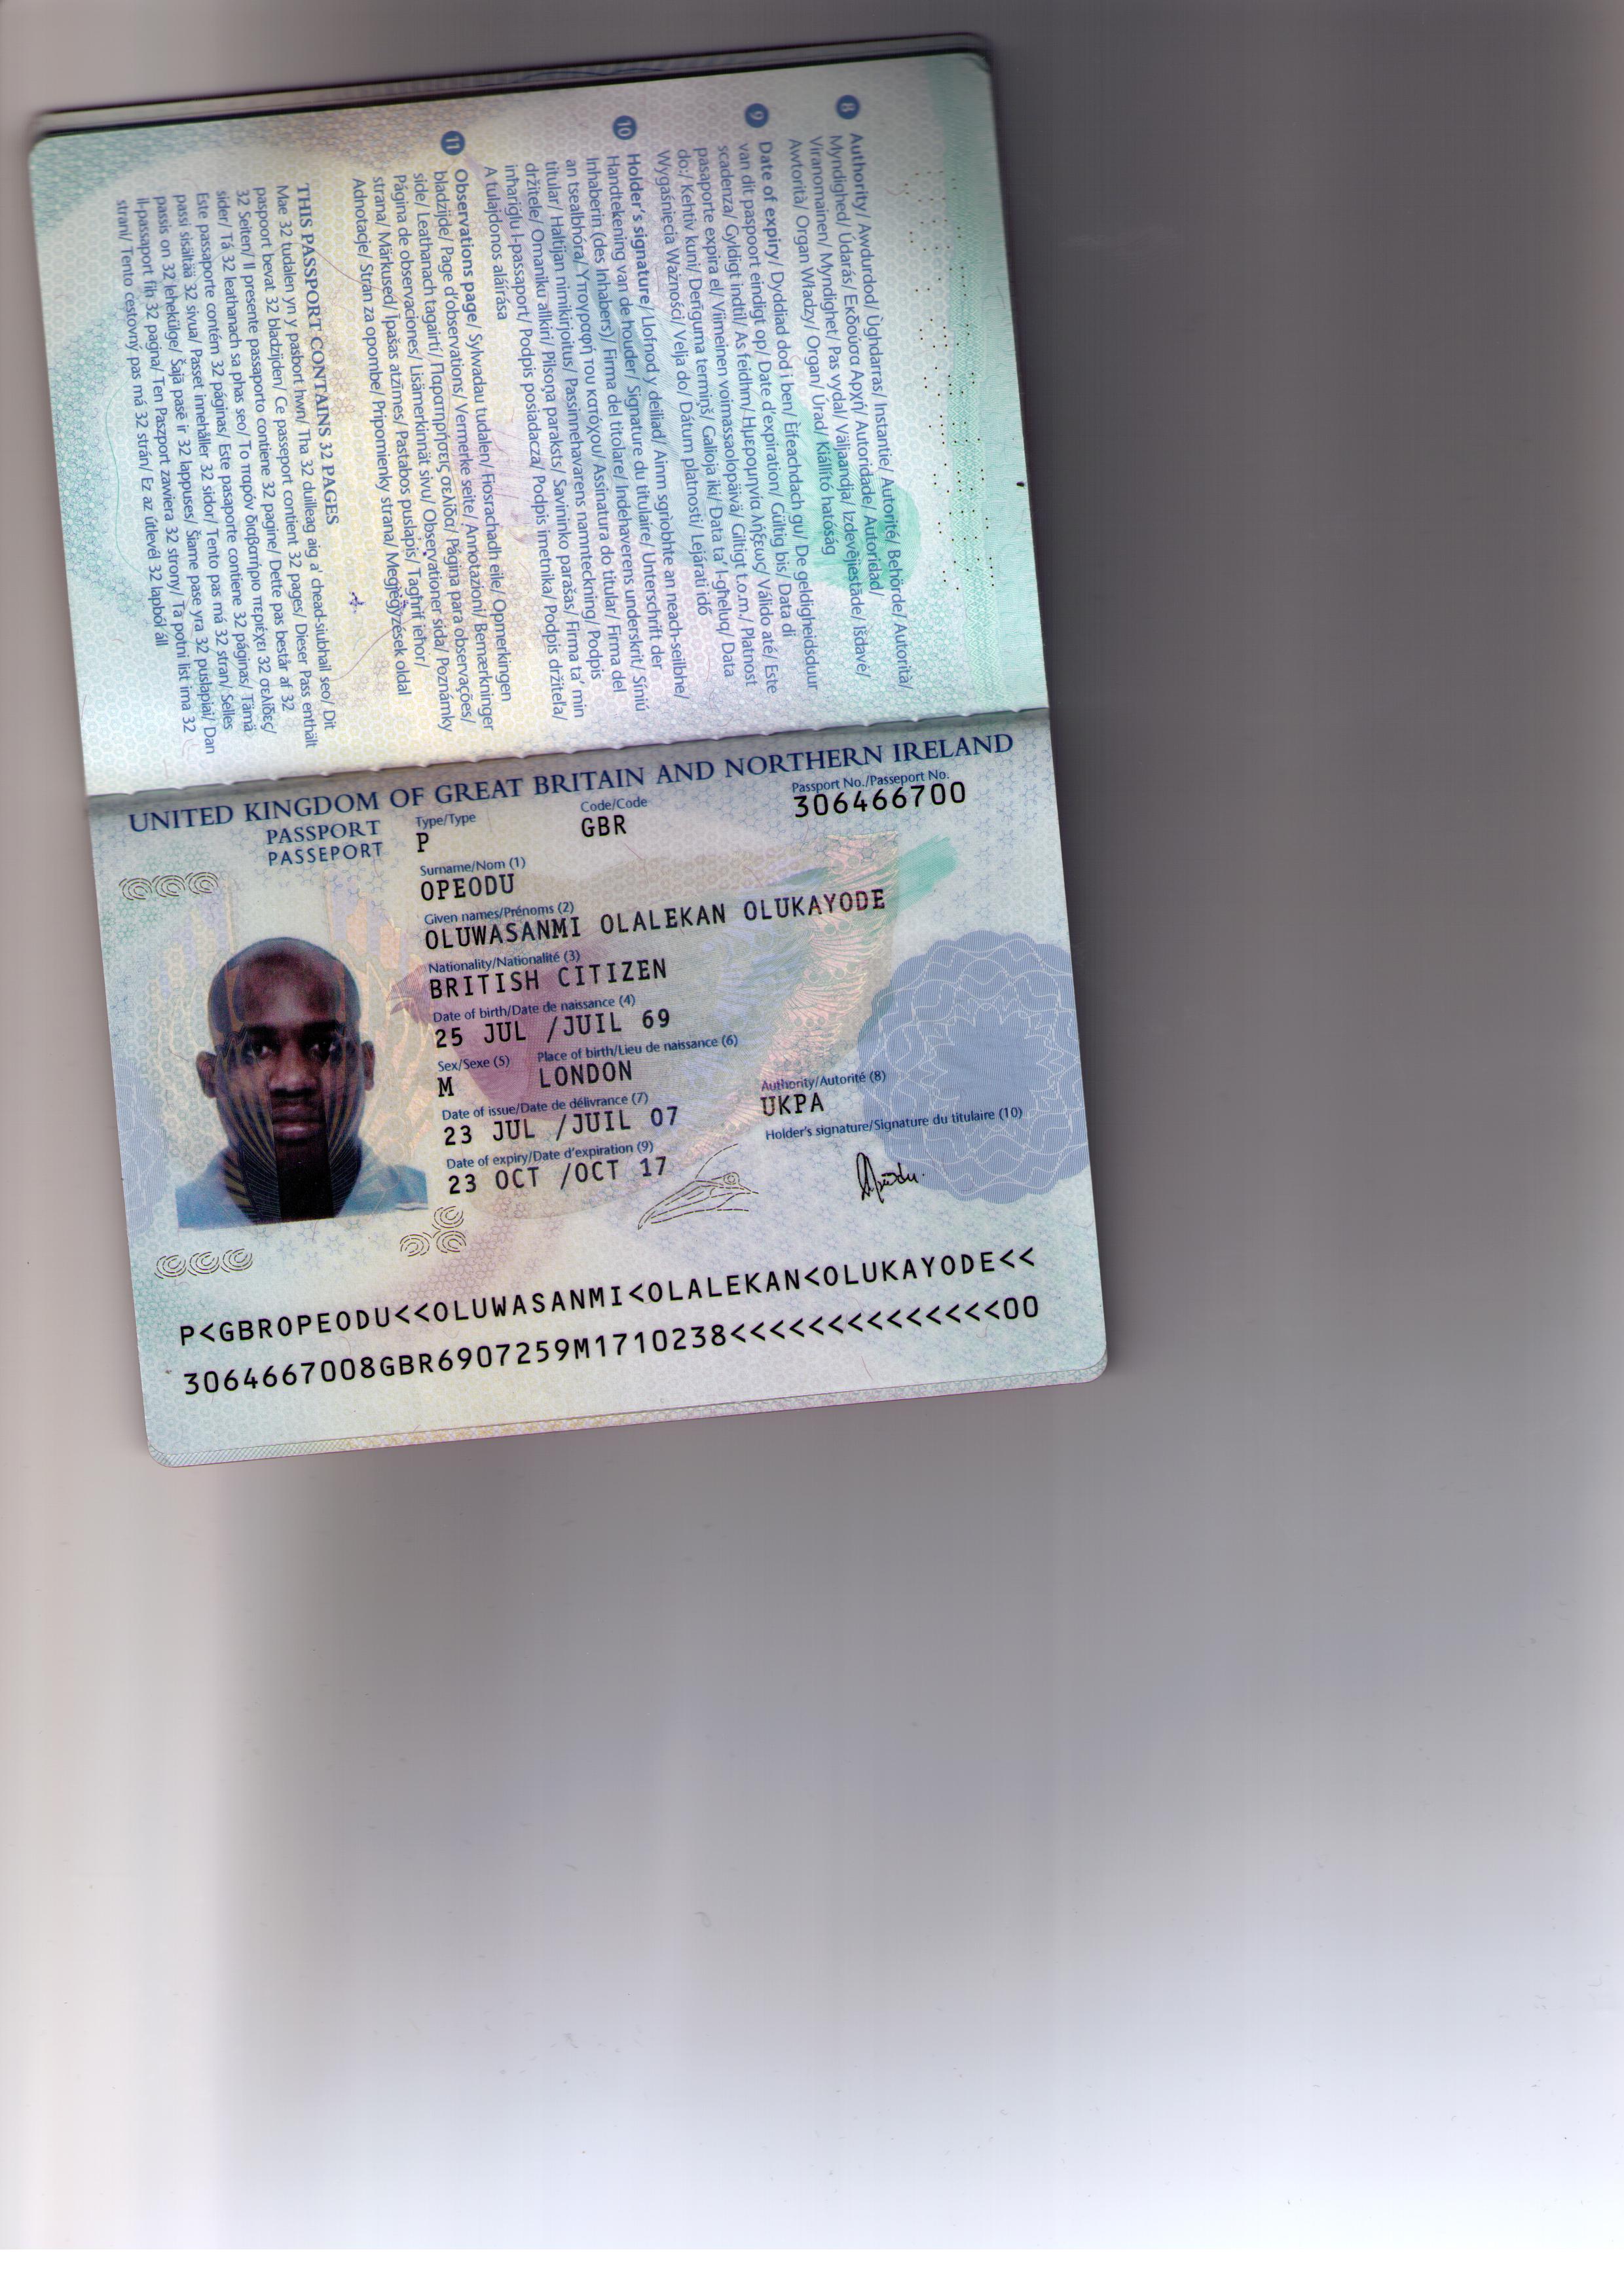 8 Authority/ Awdurdod/ Ùghdarras/ Instantie/ Autorité/ Behörde/ Autorità/
Myndighed/ Údarás/ Εκδούσα Αρχή/ Autoridade/ Autoridad/
Viranomainen/ Myndighet/ Pas vydal/ Väljaandja/ Izdevējiestāde/ Išdavė/
Awtorità/ Organ Władzy/ Organ/ Úrad/ Kiállító hatóság
9 Date of expiry/ Dyddiad dod i ben/ Èifeachdach gu/ De geldigheidsduur
van dit paspoort eindigt op/ Date d'expiration/ Gültig bis/ Data di
scadenza/ Gyldigt indtil/ As feidhm/ Ημερομηνία λήξεως/ Válido até/ Este
pasaporte expira el/ Viimeinen voimassaolopäivä/ Giltigt t.o.m./ Platnost
do:/ Kehtiv kuni/ Derīguma termiņš/ Galioja iki/ Data ta' l-għeluq/ Data
Wygaśnięcia Ważności/ Velja do/ Dátum platnosti/ Lejárati idő
10 Holder's signature/ Llofnod y deiliad/ Ainm sgrìobhte an neach-seilbhe/
Handtekening van de houder/ Signature du titulaire/ Unterschrift der
Inhaberin (des Inhabers)/ Firma del titolare/ Indehaverens underskrift/ Síniú
an tsealbhóra/ Υπογραφή του κατόχου/ Assinatura do titular/ Firma del
titular/ Haltijan nimikirjoitus/ Passinnehavarens namnteckning/ Podpis
držitele/ Omaniku allkiri/ Pilsoņa paraksts/ Savininko parašas/ Firma ta' min
inħariġlu l-passaport/ Podpis posiadacza/ Podpis imetnika/ Podpis držiteľa/
A tulajdonos aláírása
11 Observations page/ Sylwadau tudalen/ Fiosrachadh eile/ Opmerkingen
bladzijde/ Page d'observations/ Vermerke seite/ Annotazioni/ Bemærkninger
side/ Leathanach tagairtí/ Παρατηρήσεις σελίδα/ Página para observações/
Página de observaciones/ Lisämerkinnät sivu/ Observationer sida/ Poznámky
strana/ Märkused/ Īpašas atzīmes/ Pastabos puslapis/ Tagħrif ieħor/
Adnotacje/ Stran za opombe/ Pripomienky strana/ Megjegyzések oldal
THIS PASSPORT CONTAINS 32 PAGES
Mae 32 tudalen yn y pasbort hwn/ Tha 32 duilleag aig a' chead-siubhail seo/ Dit
paspoort bevat 32 bladzijden/ Ce passeport contient 32 pages/ Dieser Pass enthält
32 Seiten/ Il presente passaporto contiene 32 pagine/ Dette pas består af 32
sider/ Tá 32 leathanach sa phas seo/ Το παρόν διαβατήριο περιέχει 32 σελίδες/
Este passaporte contém 32 páginas/ Este pasaporte contiene 32 páginas/ Tämä
passi sisältää 32 sivua/ Passet innehåller 32 sidor/ Tento pas má 32 stran/ Selles
passis on 32 lehekülge/ Šajā pasē ir 32 lappuses/ Šiame pase yra 32 puslapiai/ Dan
il-passaport fih 32 paġna/ Ten Paszport zawiera 32 strony/ Ta potni list ima 32
strani/ Tento cestovný pas má 32 strán/ Ez az útlevél 32 lapból áll
UNITED KINGDOM OF GREAT BRITAIN AND NORTHERN IRELAND
PASSPORT
PASSEPORT
Type/Type
P
Code/Code
GBR
Passport No./Passeport No.
306466700
Surname/Nom (1)
OPEODU
Given names/Prénoms (2)
OLUWASANMI OLALEKAN OLUKAYODE
Nationality/Nationalité (3)
BRITISH CITIZEN
Date of birth/Date de naissance (4)
25 JUL /JUIL 69
Sex/Sexe (5) Place of birth/Lieu de naissance (6)
M LONDON
Date of issue/Date de délivrance (7)
23 JUL /JUIL 07
Authority/Autorité (8)
UKPA
Date of expiry/Date d'expiration (9)
23 OCT /OCT 17
Holder's signature/Signature du titulaire (10)
P<GBROPEODU<<OLUWASANMI<OLALEKAN<OLUKAYODE<<
3064667008GBR6907259M1710238<<<<<<<<<<<<<<00